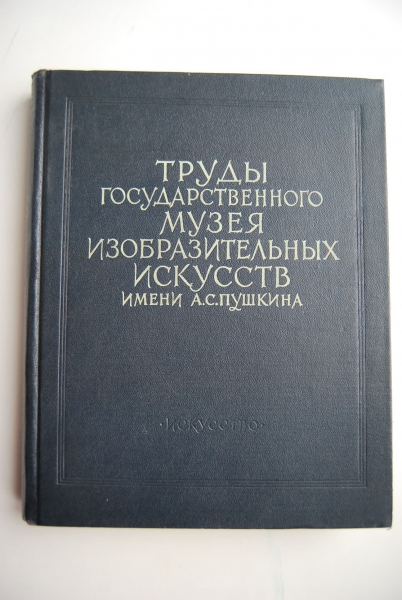 ТРУДЫ
ГОСУДАРСТВЕННОГО
МУЗЕЯ
ИЗОБРАЗИТЕЛЬНЫХ
ИСКУССТВ
ИМЕНИ А.С.ПУШКИНА
·ИСКУССТВО·